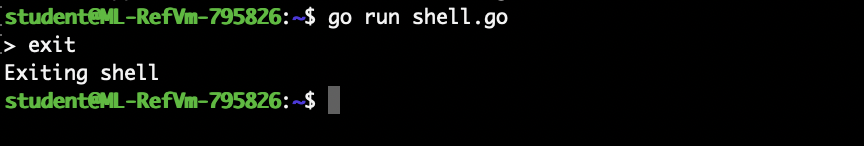 student@ML-RefVm-795826:~$ go run shell.go
> exit
Exiting shell
student@ML-RefVm-795826:~$